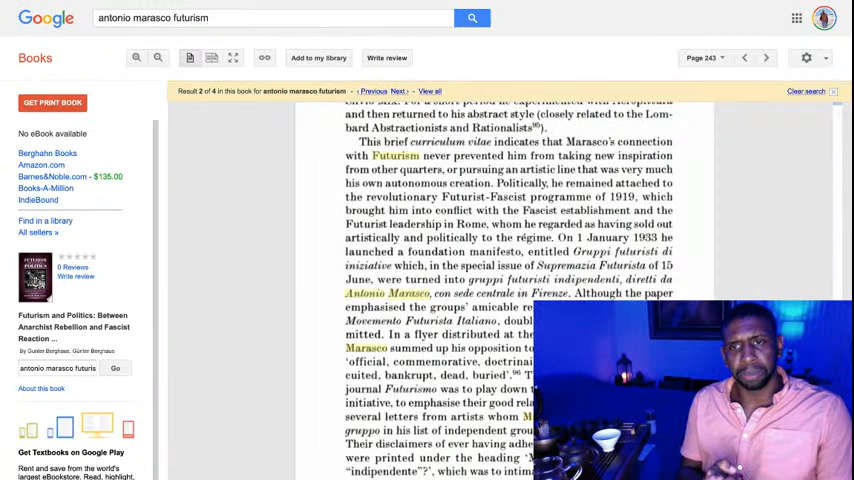 Google
antonio marasco futurism
Books
Add to my library
Write review
Page 243
Result 2 of 4 in this book for antonio marasco futurism - ‹ Previous Next › - View all
Clear search
GET PRINT BOOK
No eBook available
Berghahn Books
Amazon.com
Barnes&Noble.com - $135.00
Books-A-Million
IndieBound
Find in a library
All sellers »
0 Reviews
Write review
FUTURISM
POLITICS
Futurism and Politics: Between
Anarchist Rebellion and Fascist
Reaction ...
By Gunter Berghaus, Günter Berghaus
antonio marasco futuris
Go
About this book
Get Textbooks on Google Play
Rent and save from the world's
largest eBookstore. Read, highlight,
and then returned to his abstract style (closely related to the Lom-
bard Abstractionists and Rationalists⁹⁵).
This brief curriculum vitae indicates that Marasco's connection
with Futurism never prevented him from taking new inspiration
from other quarters, or pursuing an artistic line that was very much
his own autonomous creation. Politically, he remained attached to
the revolutionary Futurist-Fascist programme of 1919, which
brought him into conflict with the Fascist establishment and the
Futurist leadership in Rome, whom he regarded as having sold out
artistically and politically to the régime. On 1 January 1933 he
launched a foundation manifesto, entitled Gruppi futuristi di
iniziative which, in the special issue of Supremazia Futurista of 15
June, were turned into gruppi futuristi indipendenti, diretti da
Antonio Marasco, con sede centrale in Firenze. Although the paper
emphasised the groups' amicable re
Movimento Futurista Italiano, doubl
mitted. In a flyer distributed at the
Marasco summed up his opposition to
'official, commemorative, doctrinai
cuited, bankrupt, dead, buried'.⁹⁶ T
journal Futurismo was to play down t
initiative, to emphasise their good rela
several letters from artists whom M
gruppo in his list of independent grou
Their disclaimers of ever having adhe
were printed under the heading 'M
"indipendente"?', which was to intim